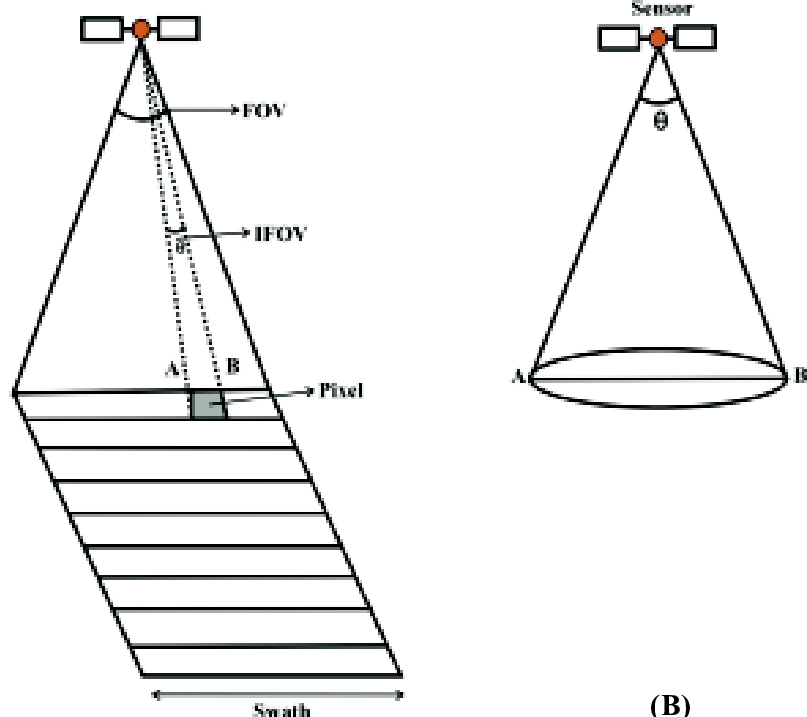 Sensor
FOV
θ
IFOV
A B
Pixel
A B
Swath
(B)